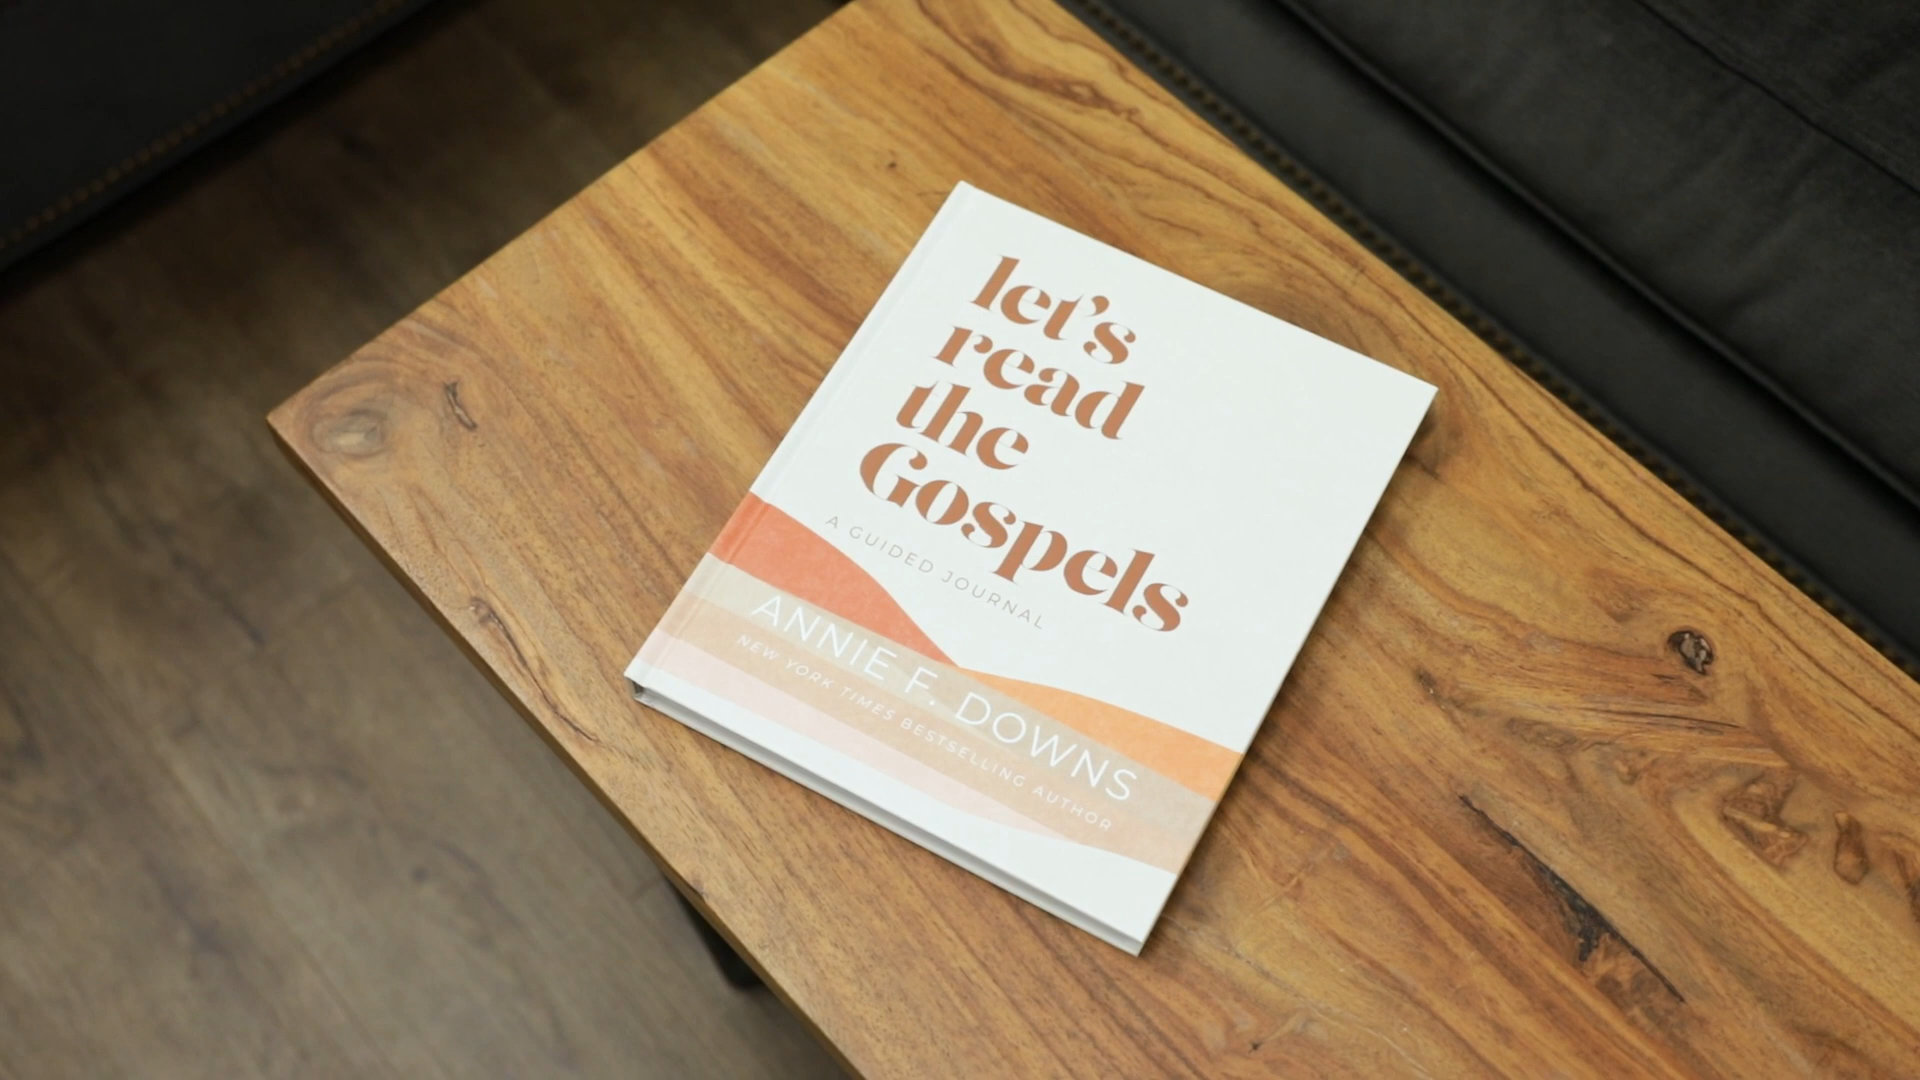 let's
read
the
Gospels
A GUIDED JOURNAL
ANNIE F. DOWNS
NEW YORK TIMES BESTSELLING AUTHOR